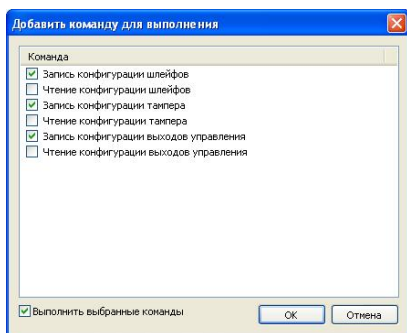 Добавить команду для выполнения
Команда
Запись конфигурации шлейфов
Чтение конфигурации шлейфов
Запись конфигурации тампера
Чтение конфигурации тампера
Запись конфигурации выходов управления
Чтение конфигурации выходов управления
Выполнить выбранные команды
OK
Отмена